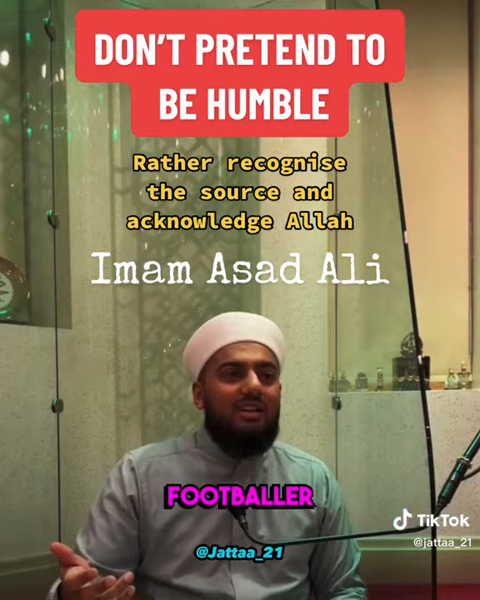 DON'T PRETEND TO
BE HUMBLE
Rather recognise
the source and
acknowledge Allah
Imam Asad Ali
FOOTBALLER
TikTok
@jattaa_21
@Jattaa_21